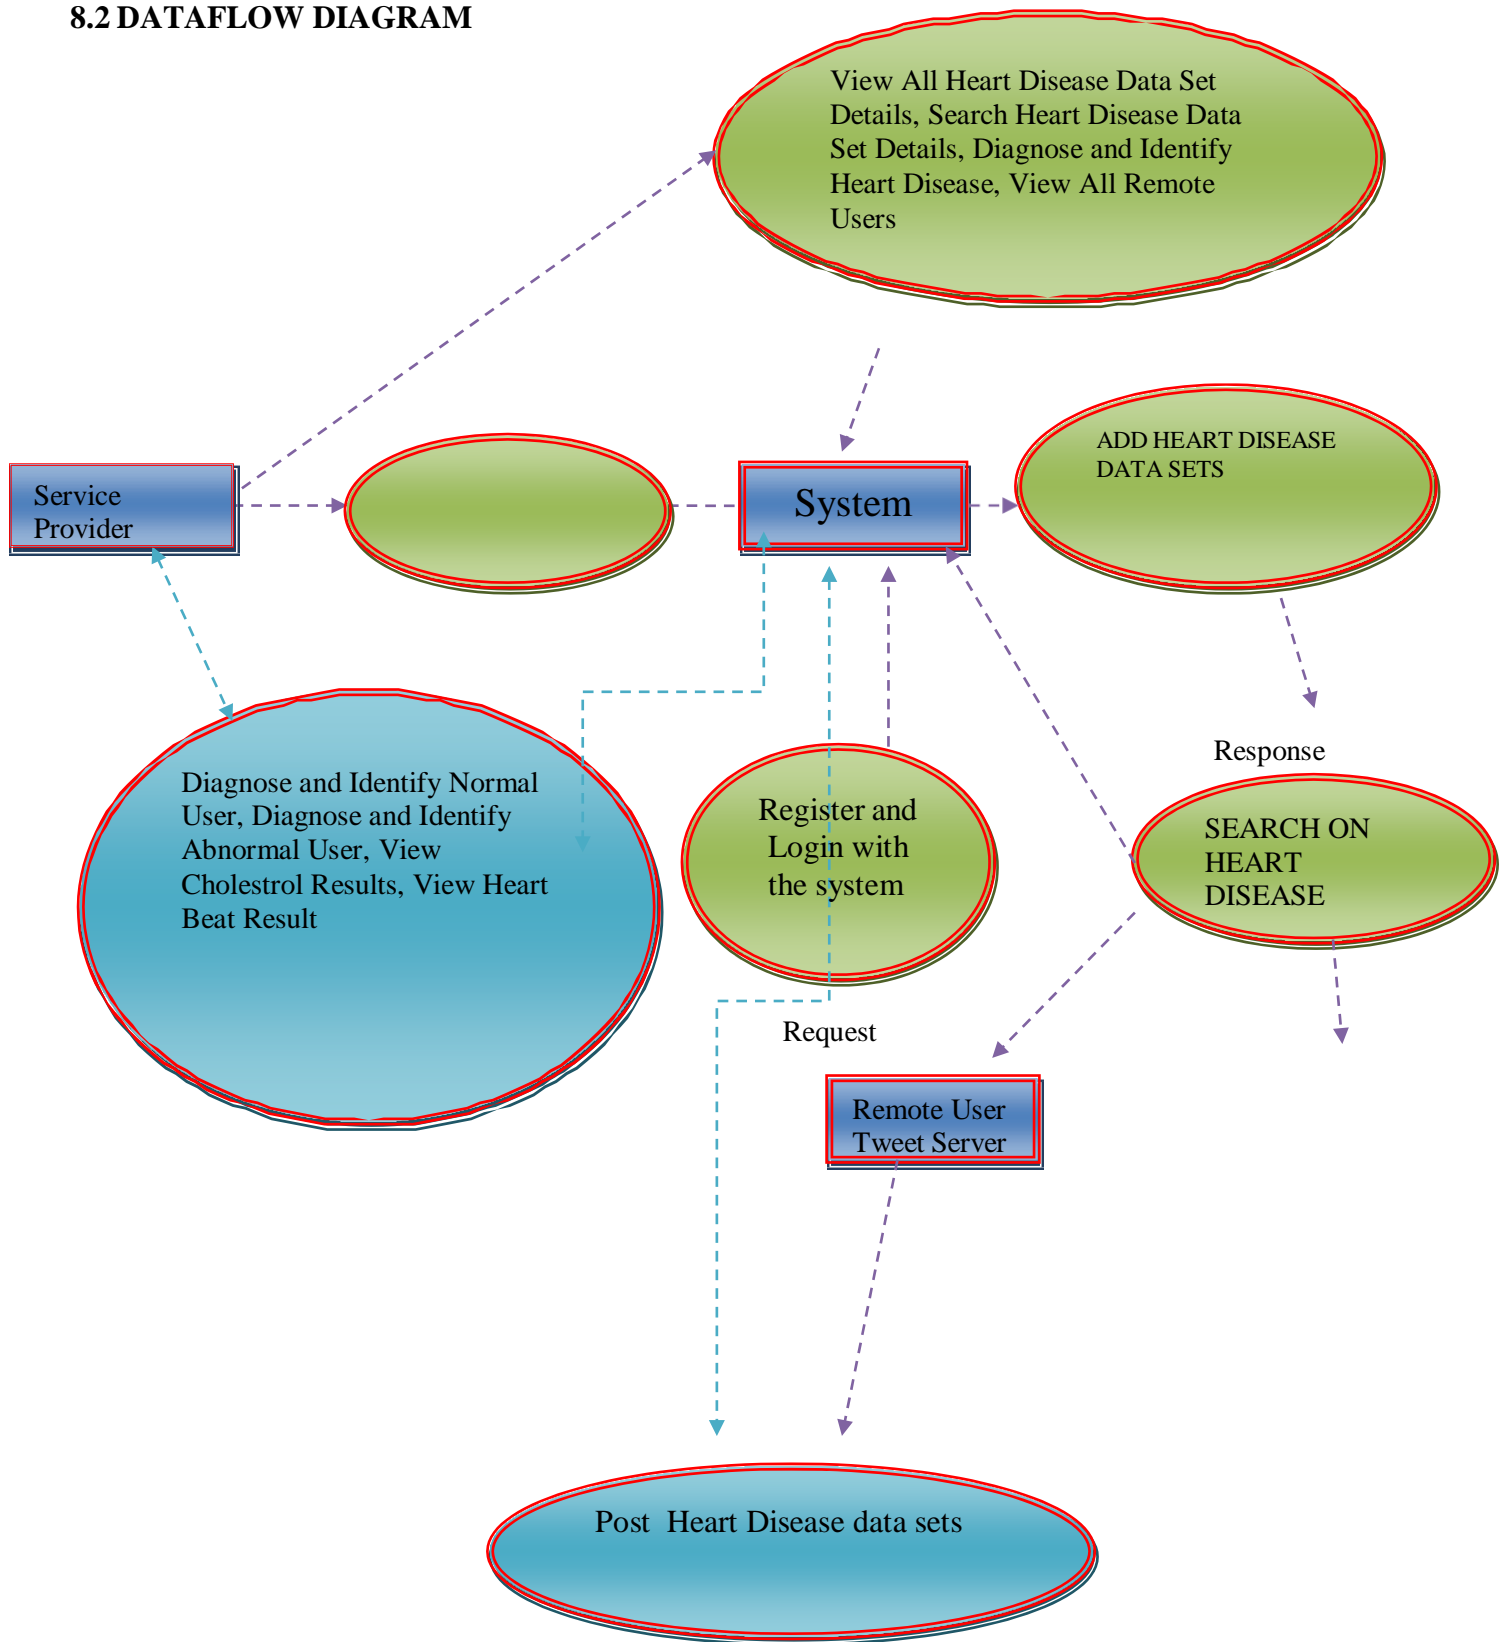 8.2 DATAFLOW DIAGRAM
View All Heart Disease Data Set
Details, Search Heart Disease Data
Set Details, Diagnose and Identify
Heart Disease, View All Remote
Users
ADD HEART DISEASE
DATA SETS
Service
Provider
System
Response
Diagnose and Identify Normal
User, Diagnose and Identify
Abnormal User, View
Cholestrol Results, View Heart
Beat Result
Register and
Login with
the system
SEARCH ON
HEART
DISEASE
Request
Remote User
Tweet Server
Post Heart Disease data sets